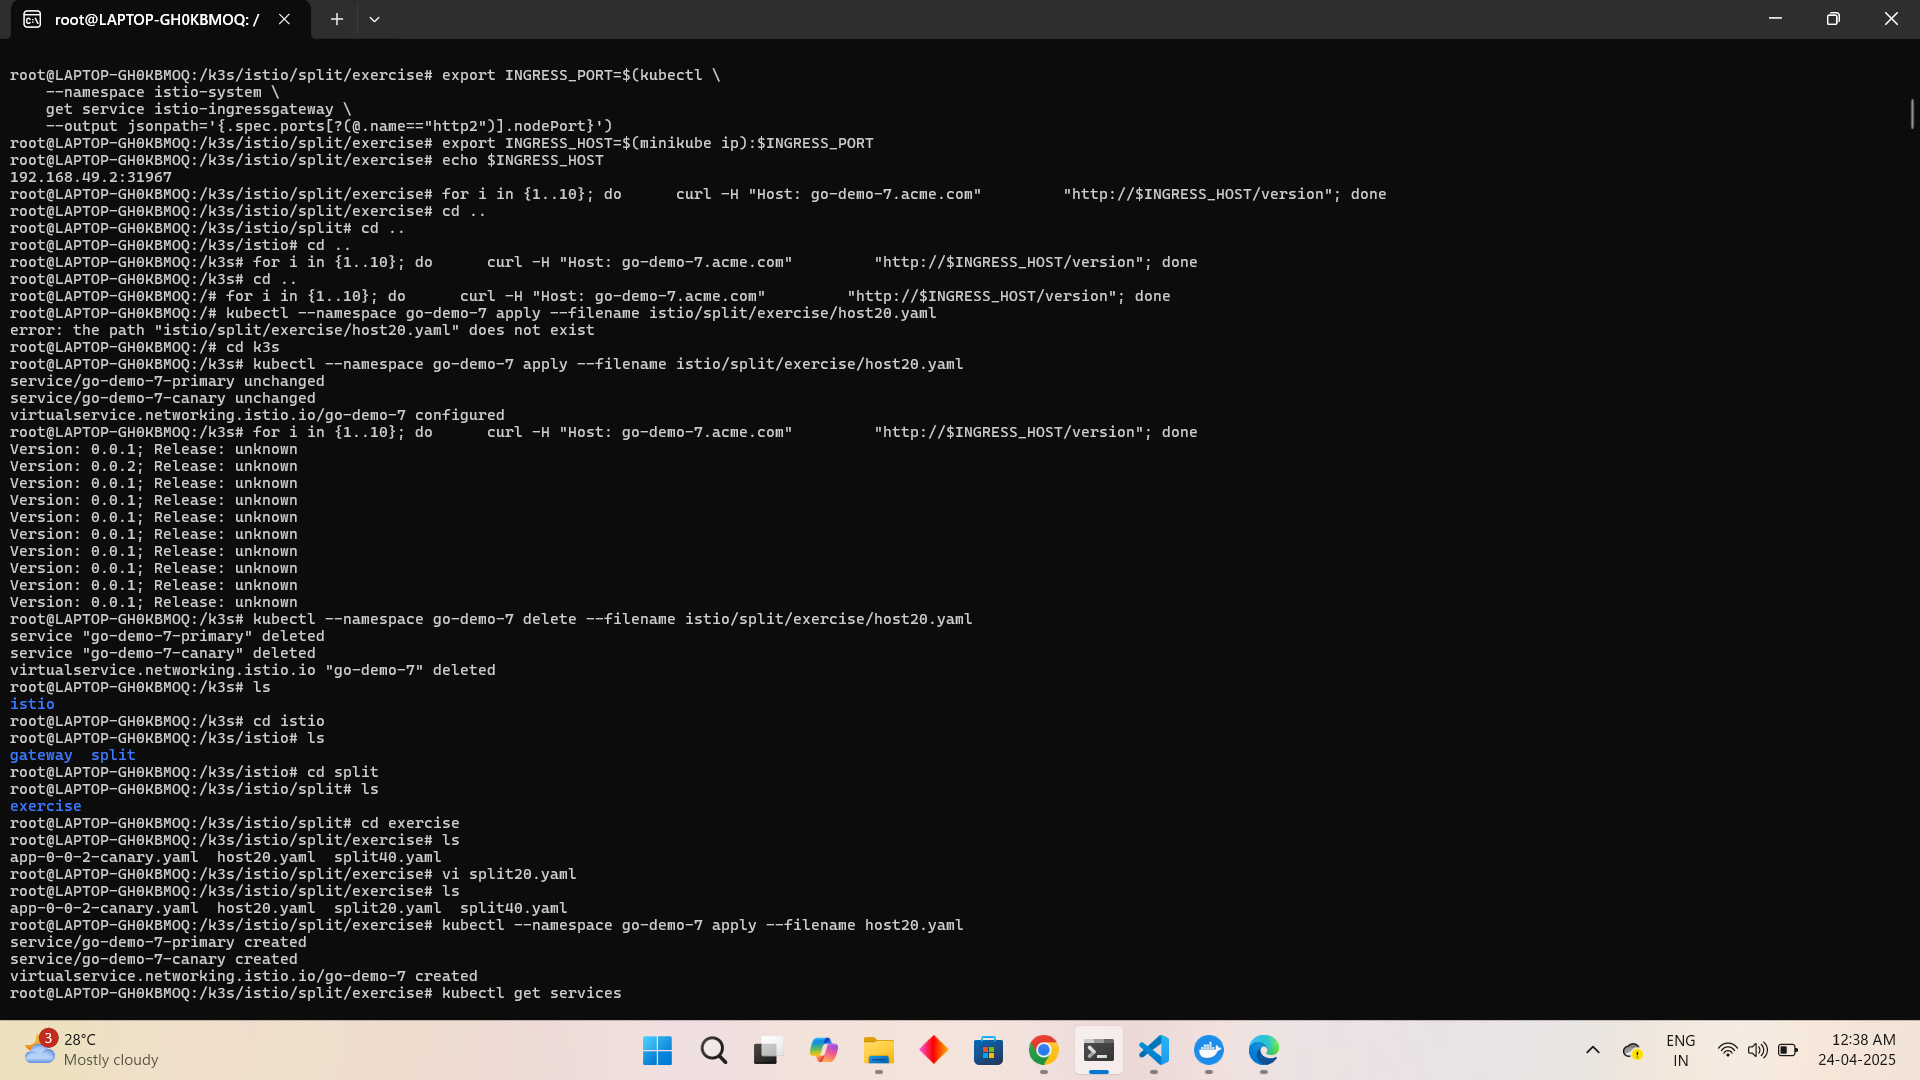 root@LAPTOP-GH0KBMOQ: /
root@LAPTOP-GH0KBMOQ:/k3s/istio/split/exercise# export INGRESS_PORT=$(kubectl \
    --namespace istio-system \
    get service istio-ingressgateway \
    --output jsonpath='{.spec.ports[?(@.name=="http2")].nodePort}')
root@LAPTOP-GH0KBMOQ:/k3s/istio/split/exercise# export INGRESS_HOST=$(minikube ip):$INGRESS_PORT
root@LAPTOP-GH0KBMOQ:/k3s/istio/split/exercise# echo $INGRESS_HOST
192.168.49.2:31967
root@LAPTOP-GH0KBMOQ:/k3s/istio/split/exercise# for i in {1..10}; do      curl -H "Host: go-demo-7.acme.com"         "http://$INGRESS_HOST/version"; done
root@LAPTOP-GH0KBMOQ:/k3s/istio/split/exercise# cd ..
root@LAPTOP-GH0KBMOQ:/k3s/istio/split# cd ..
root@LAPTOP-GH0KBMOQ:/k3s/istio# cd ..
root@LAPTOP-GH0KBMOQ:/k3s# for i in {1..10}; do      curl -H "Host: go-demo-7.acme.com"         "http://$INGRESS_HOST/version"; done
root@LAPTOP-GH0KBMOQ:/k3s# cd ..
root@LAPTOP-GH0KBMOQ:/# for i in {1..10}; do      curl -H "Host: go-demo-7.acme.com"         "http://$INGRESS_HOST/version"; done
root@LAPTOP-GH0KBMOQ:/# kubectl --namespace go-demo-7 apply --filename istio/split/exercise/host20.yaml
error: the path "istio/split/exercise/host20.yaml" does not exist
root@LAPTOP-GH0KBMOQ:/# cd k3s
root@LAPTOP-GH0KBMOQ:/k3s# kubectl --namespace go-demo-7 apply --filename istio/split/exercise/host20.yaml
service/go-demo-7-primary unchanged
service/go-demo-7-canary unchanged
virtualservice.networking.istio.io/go-demo-7 configured
root@LAPTOP-GH0KBMOQ:/k3s# for i in {1..10}; do      curl -H "Host: go-demo-7.acme.com"         "http://$INGRESS_HOST/version"; done
Version: 0.0.1; Release: unknown
Version: 0.0.2; Release: unknown
Version: 0.0.1; Release: unknown
Version: 0.0.1; Release: unknown
Version: 0.0.1; Release: unknown
Version: 0.0.1; Release: unknown
Version: 0.0.1; Release: unknown
Version: 0.0.1; Release: unknown
Version: 0.0.1; Release: unknown
Version: 0.0.1; Release: unknown
root@LAPTOP-GH0KBMOQ:/k3s# kubectl --namespace go-demo-7 delete --filename istio/split/exercise/host20.yaml
service "go-demo-7-primary" deleted
service "go-demo-7-canary" deleted
virtualservice.networking.istio.io "go-demo-7" deleted
root@LAPTOP-GH0KBMOQ:/k3s# ls
istio
root@LAPTOP-GH0KBMOQ:/k3s# cd istio
root@LAPTOP-GH0KBMOQ:/k3s/istio# ls
gateway  split
root@LAPTOP-GH0KBMOQ:/k3s/istio# cd split
root@LAPTOP-GH0KBMOQ:/k3s/istio/split# ls
exercise
root@LAPTOP-GH0KBMOQ:/k3s/istio/split# cd exercise
root@LAPTOP-GH0KBMOQ:/k3s/istio/split/exercise# ls
app-0-0-2-canary.yaml  host20.yaml  split40.yaml
root@LAPTOP-GH0KBMOQ:/k3s/istio/split/exercise# vi split20.yaml
root@LAPTOP-GH0KBMOQ:/k3s/istio/split/exercise# ls
app-0-0-2-canary.yaml  host20.yaml  split20.yaml  split40.yaml
root@LAPTOP-GH0KBMOQ:/k3s/istio/split/exercise# kubectl --namespace go-demo-7 apply --filename host20.yaml
service/go-demo-7-primary created
service/go-demo-7-canary created
virtualservice.networking.istio.io/go-demo-7 created
root@LAPTOP-GH0KBMOQ:/k3s/istio/split/exercise# kubectl get services
3
28°C
Mostly cloudy
ENG
IN
12:38 AM
24-04-2025